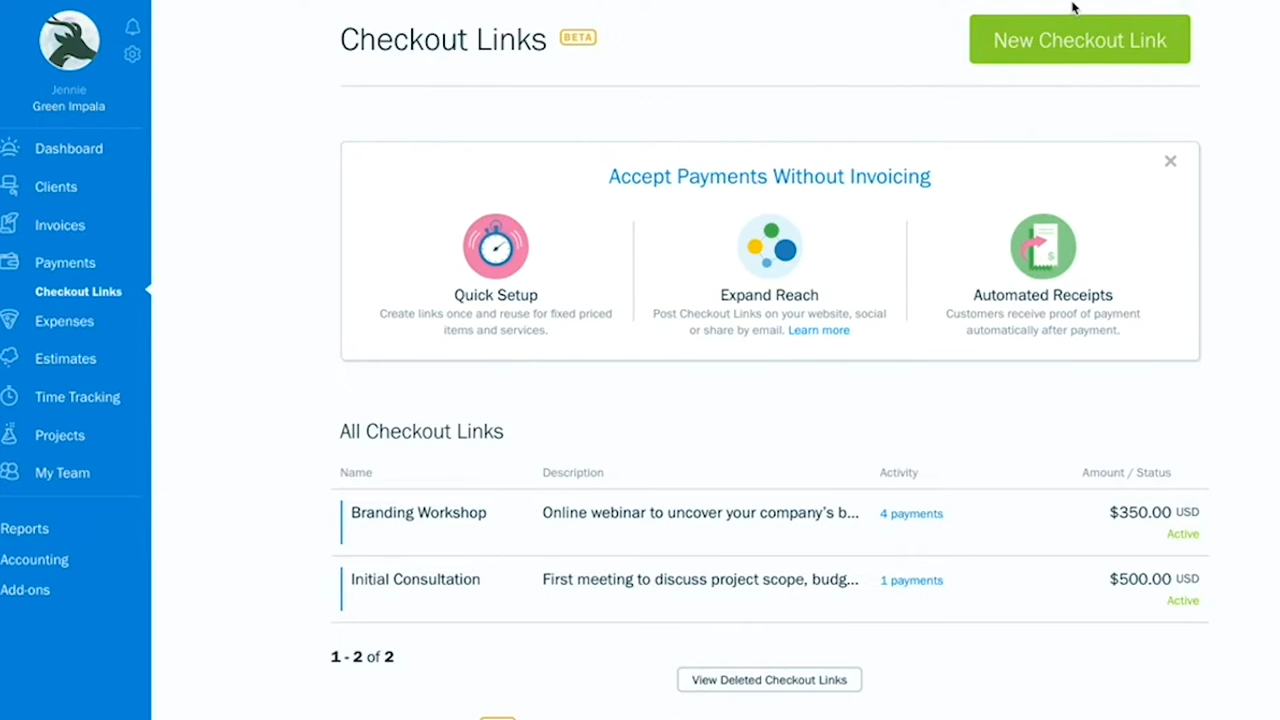 Jennie
Green Impala
Dashboard
Clients
Invoices
Payments
Checkout Links
Expenses
Estimates
Time Tracking
Projects
My Team
Reports
Accounting
Add-ons
Checkout Links BETA
New Checkout Link
Accept Payments Without Invoicing
Quick Setup
Create links once and reuse for fixed priced
items and services.
Expand Reach
Post Checkout Links on your website, social
or share by email. Learn more
Automated Receipts
Customers receive proof of payment
automatically after payment.
All Checkout Links
Name Description Activity Amount / Status
Branding Workshop Online webinar to uncover your company's b... 4 payments $350.00 USD
Active
Initial Consultation First meeting to discuss project scope, budg... 1 payments $500.00 USD
Active
1 - 2 of 2
View Deleted Checkout Links